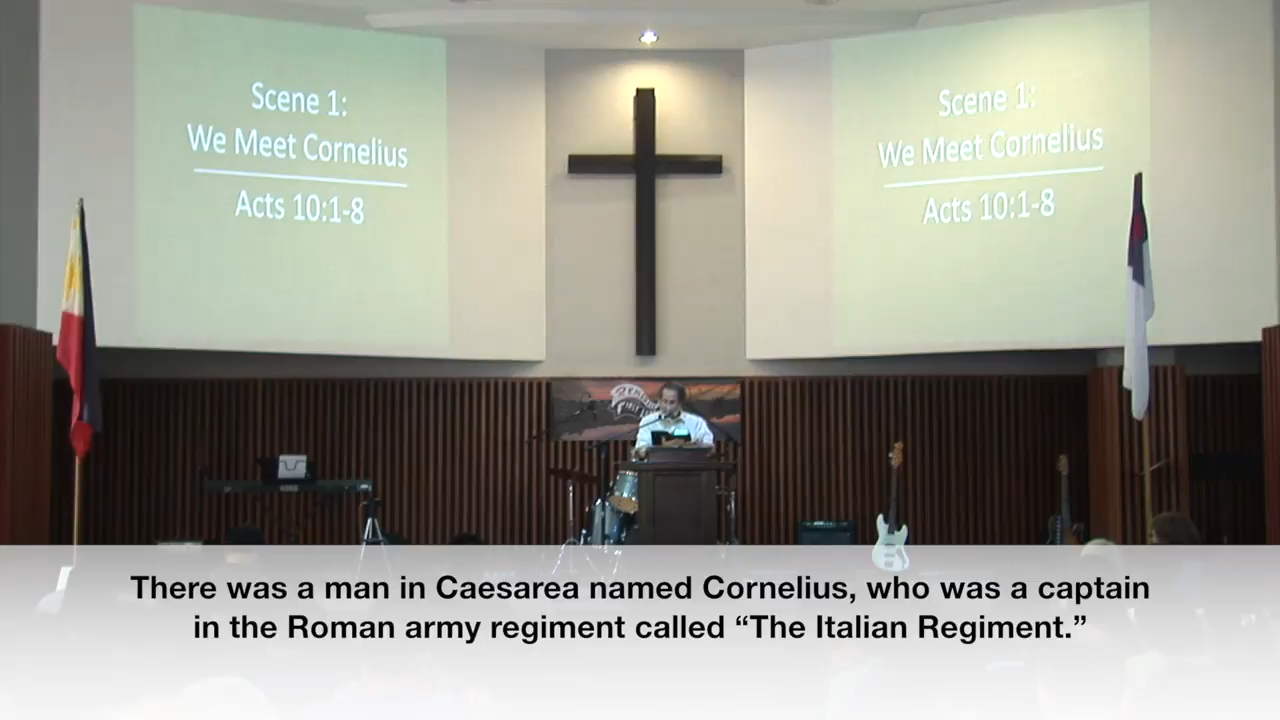 Scene 1:
We Meet Cornelius
Acts 10:1-8
Scene 1:
We Meet Cornelius
Acts 10:1-8
There was a man in Caesarea named Cornelius, who was a captain
in the Roman army regiment called “The Italian Regiment.”